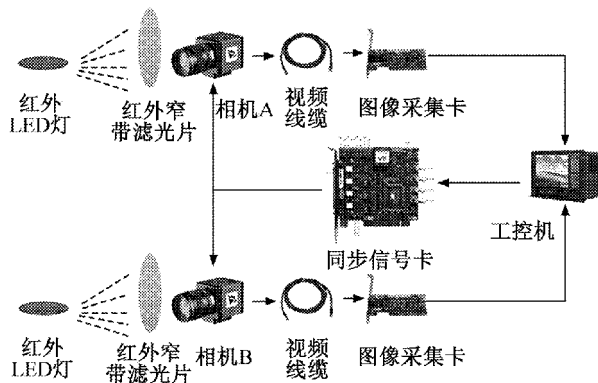 红外
LED灯
红外窄
带滤光片
相机A
视频
线缆
图像采集卡
同步信号卡
工控机
红外
LED灯
红外窄
带滤光片
相机B
视频
线缆
图像采集卡